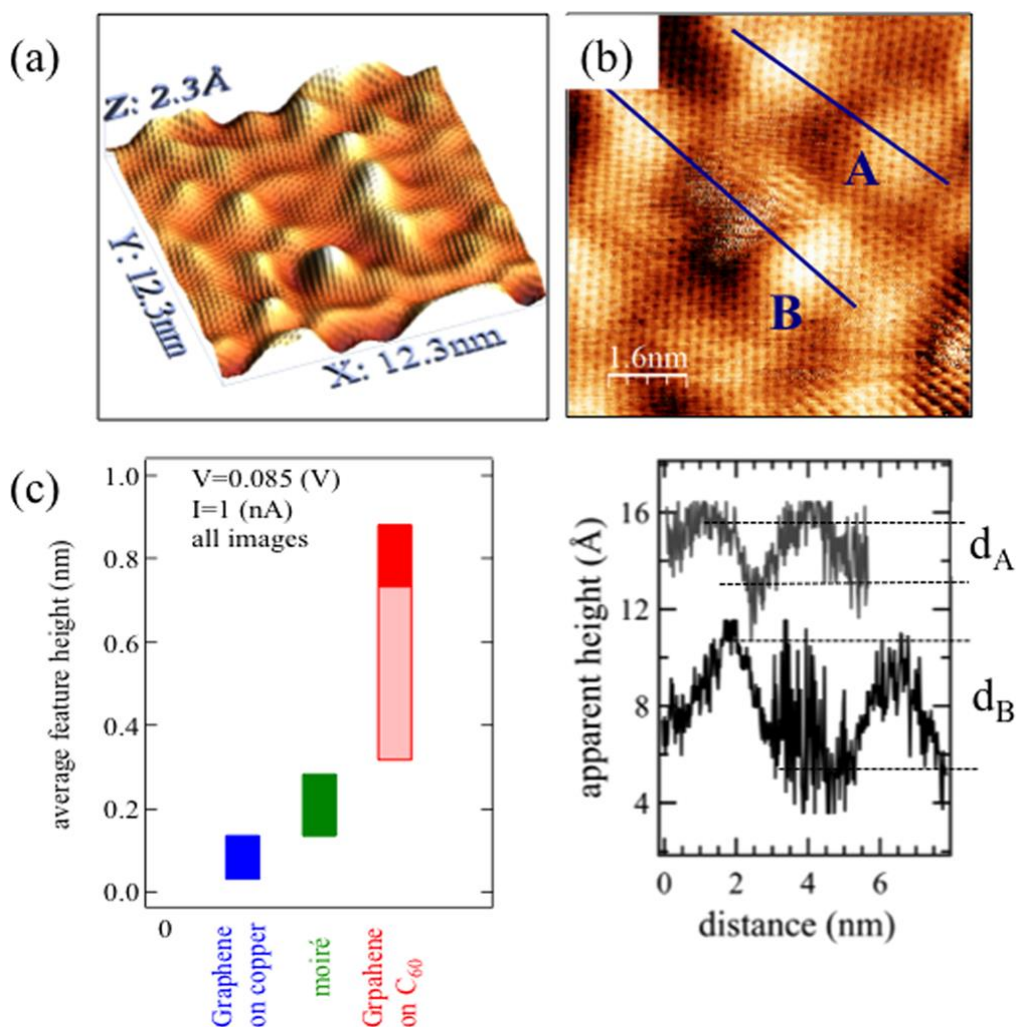 (a)
Z: 2.3Å
Y: 12.3nm
X: 12.3nm
(b)
A
B
1.6nm
(c)
V=0.085 (V)
I=1 (nA)
all images
average feature height (nm)
1.0
0.8
0.6
0.4
0.2
0.0
0
Graphene
on copper
moiré
Grpahene
on C60
apparent height (Å)
16
12
8
4
0 2 4 6
distance (nm)
dA
dB